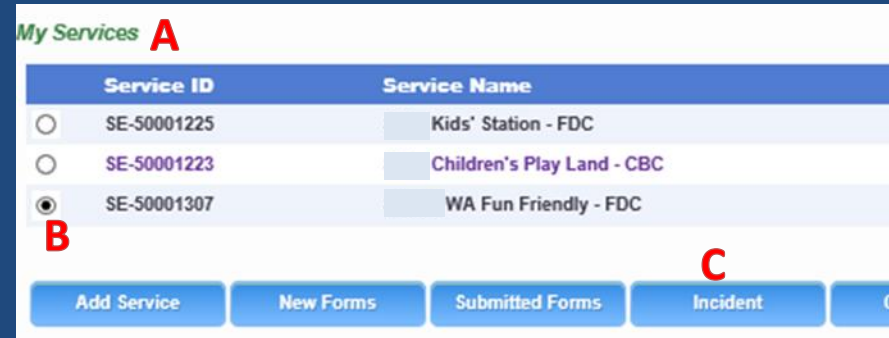 My Services A
Service ID Service Name
SE-50001225 Kids' Station - FDC
SE-50001223 Children's Play Land - CBC
SE-50001307 WA Fun Friendly - FDC
B
C
Add Service New Forms Submitted Forms Incident